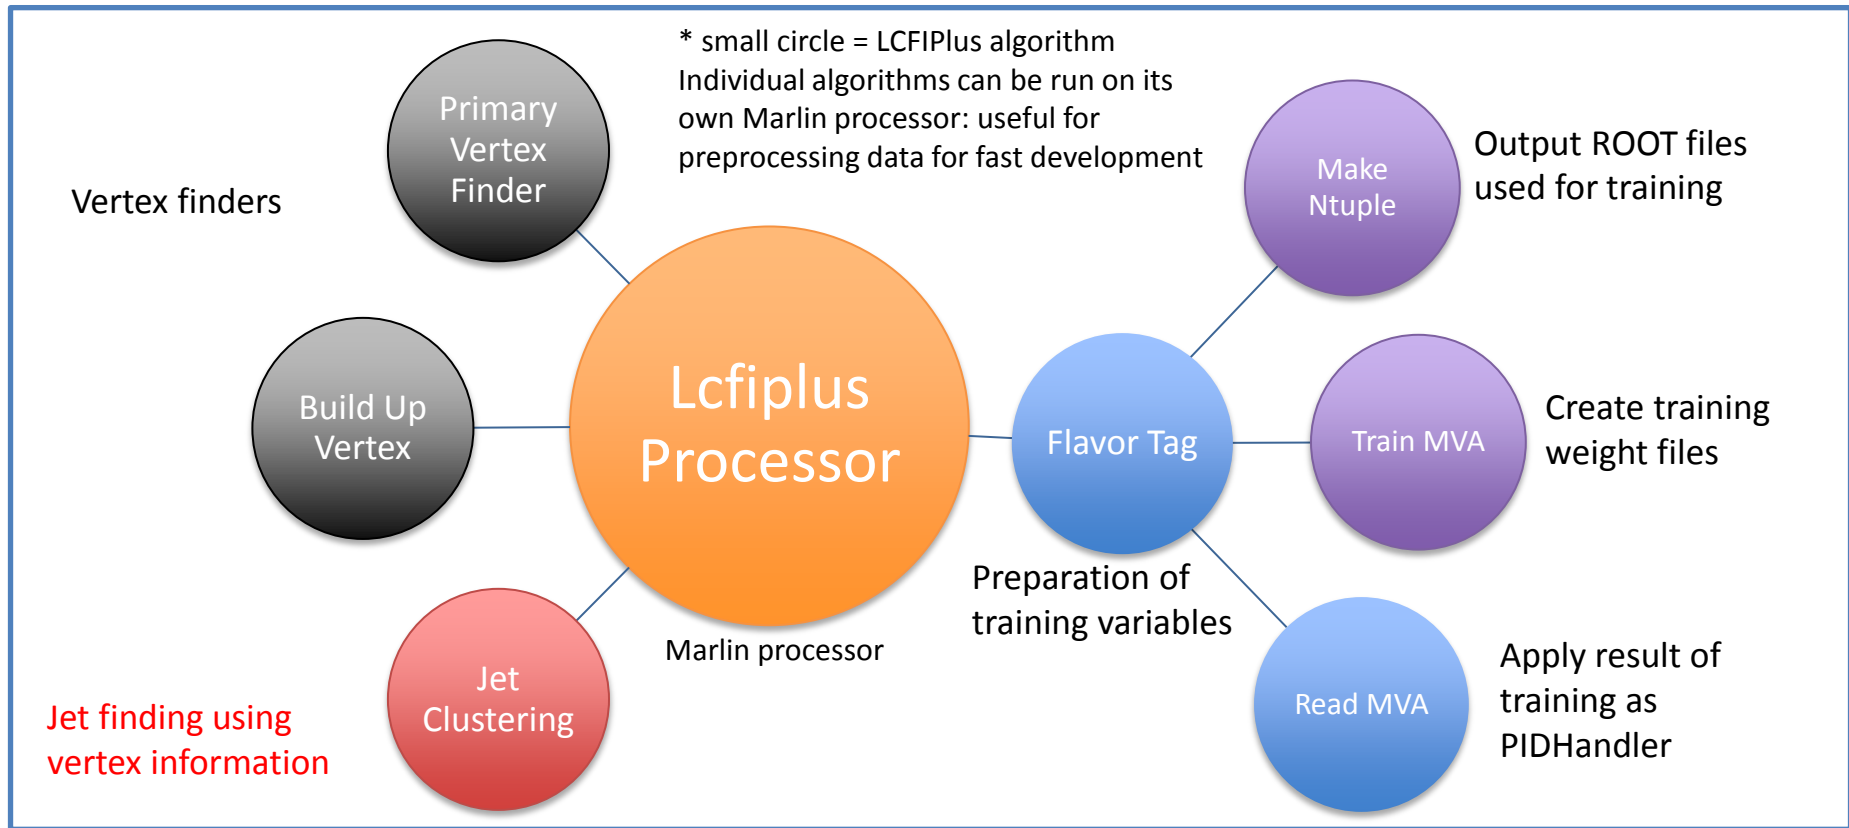 * small circle = LCFIPlus algorithm
Individual algorithms can be run on its
own Marlin processor: useful for
preprocessing data for fast development
Primary
Vertex
Finder
Vertex finders
Build Up
Vertex
Jet
Clustering
Jet finding using
vertex information
Lcfiplus
Processor
Marlin processor
Flavor Tag
Preparation of
training variables
Make
Ntuple
Output ROOT files
used for training
Train MVA
Create training
weight files
Read MVA
Apply result of
training as
PIDHandler